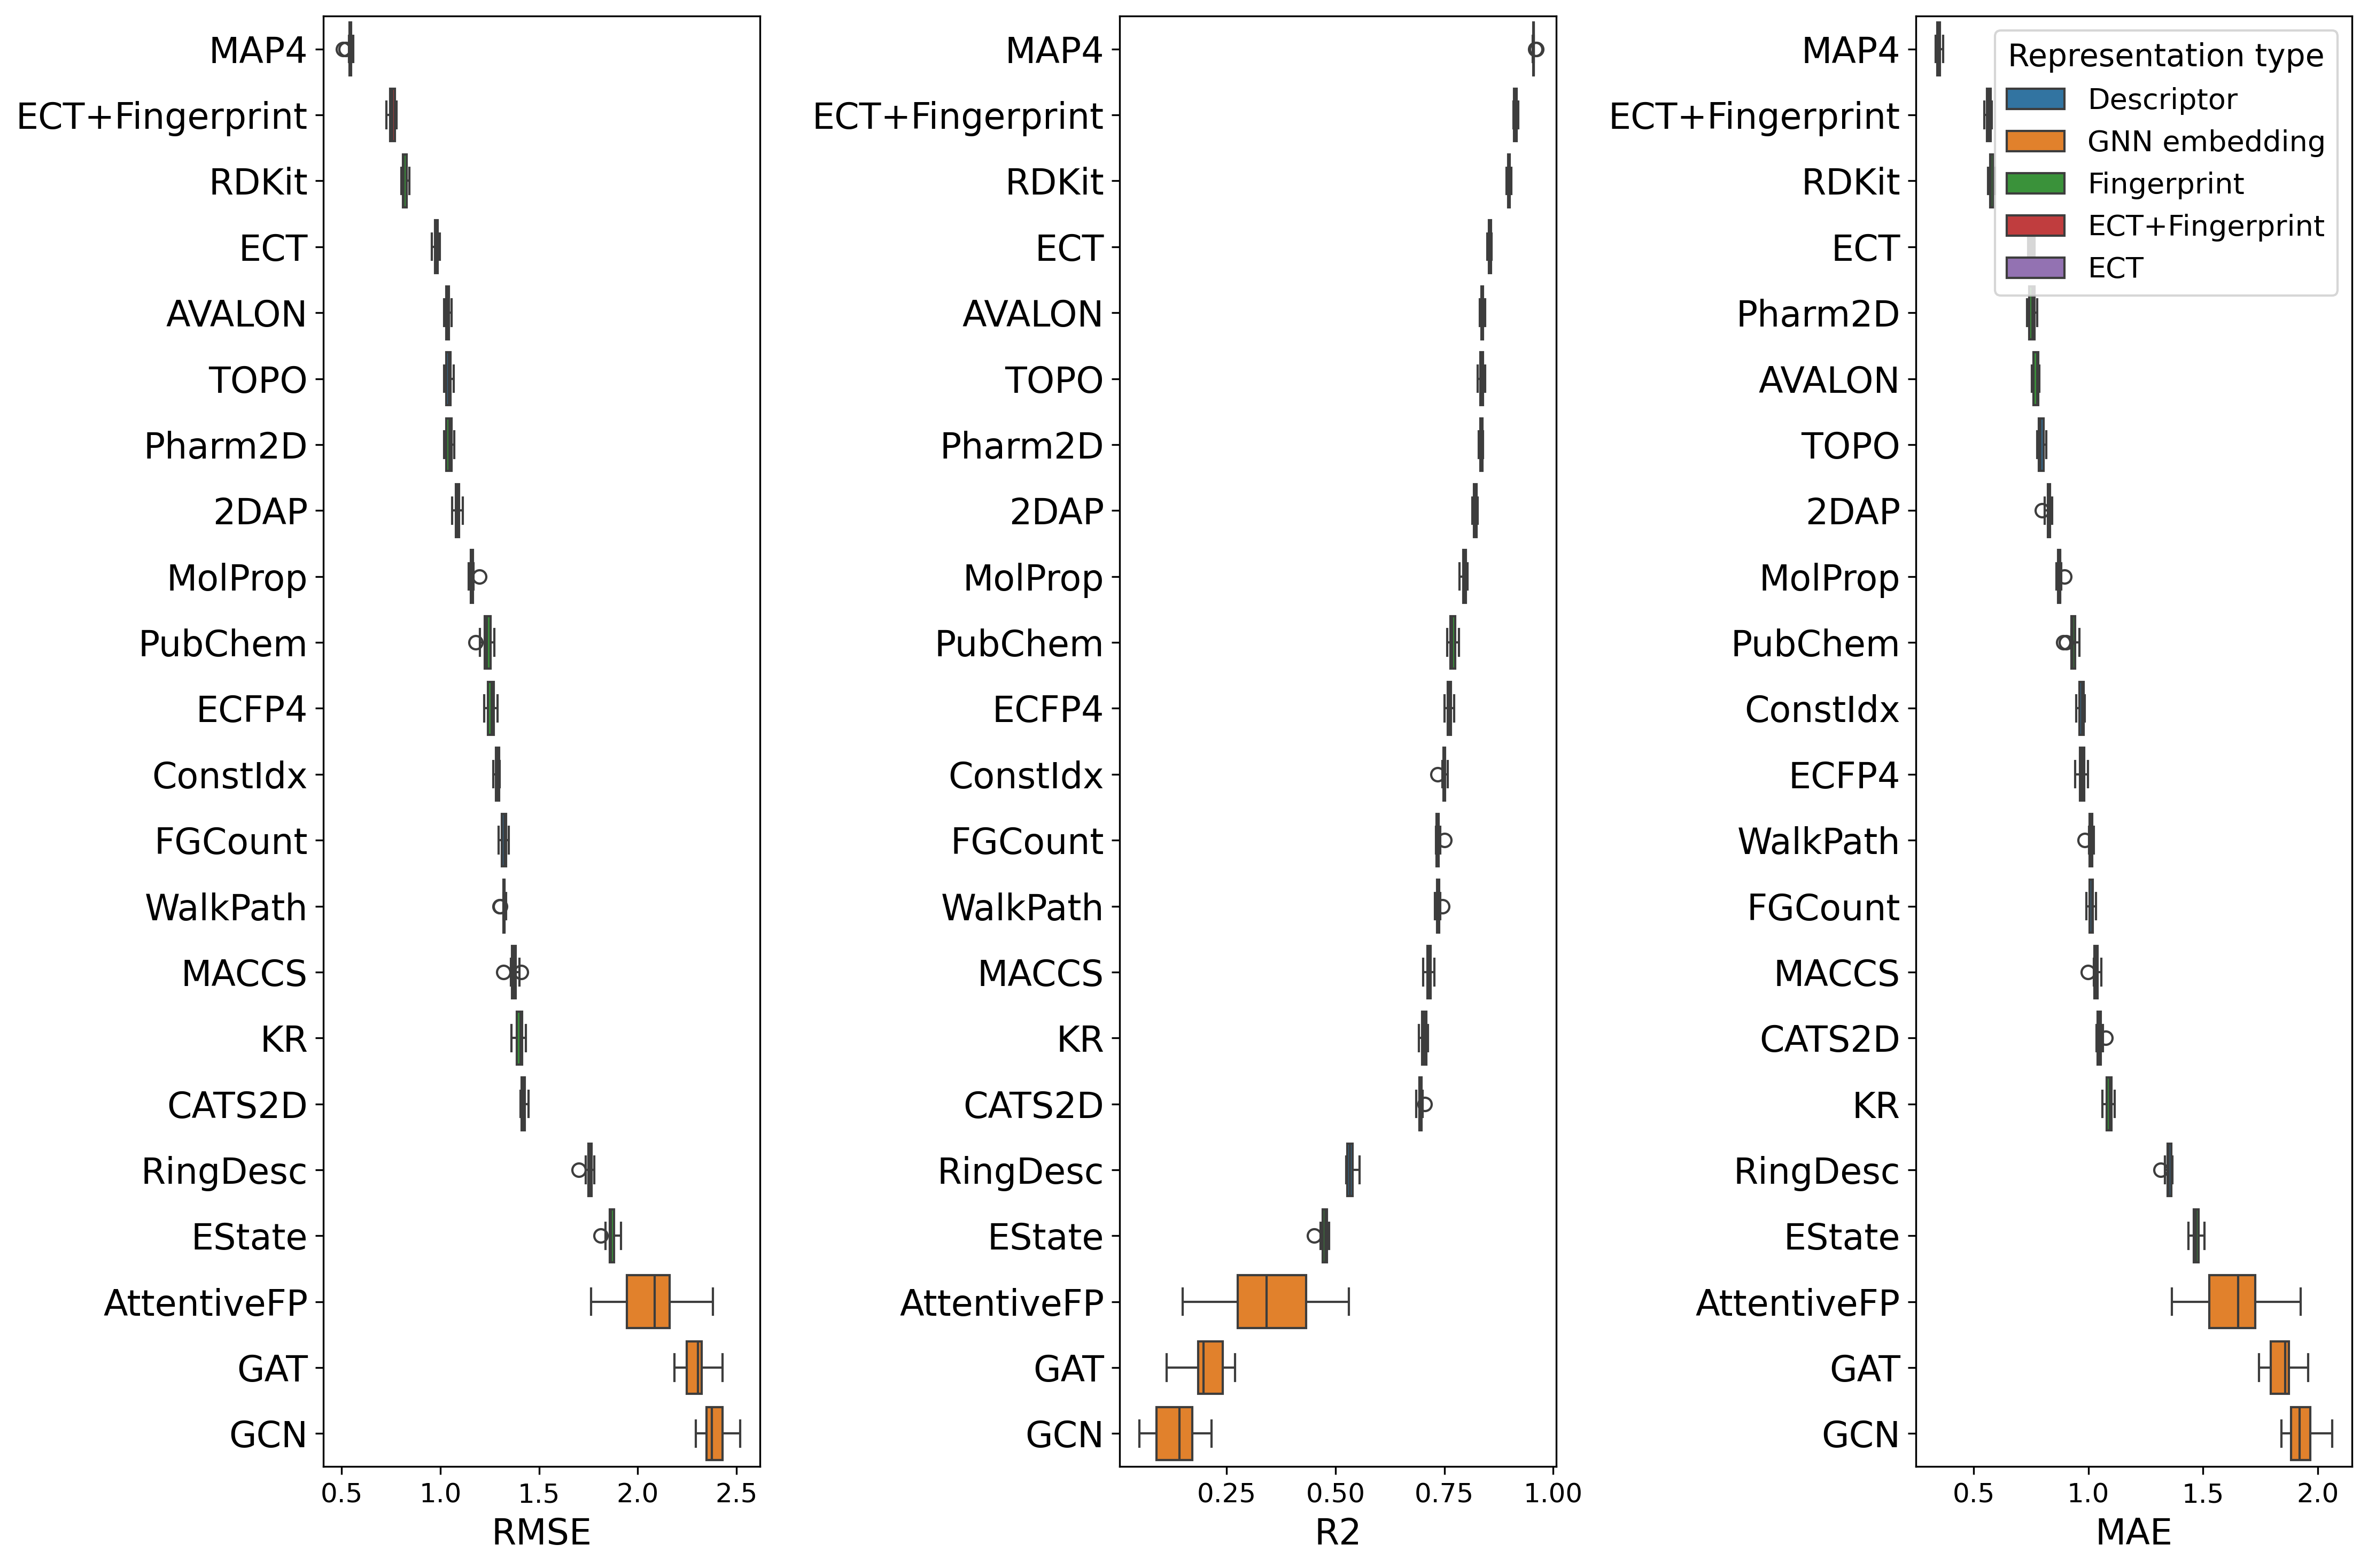 MAP4
ECT+Fingerprint
RDKit
ECT
AVALON
TOPO
Pharm2D
2DAP
MolProp
PubChem
ECFP4
ConstIdx
FGCount
WalkPath
MACCS
KR
CATS2D
RingDesc
EState
AttentiveFP
GAT
GCN
0.5 1.0 1.5 2.0 2.5
RMSE
MAP4
ECT+Fingerprint
RDKit
ECT
AVALON
TOPO
Pharm2D
2DAP
MolProp
PubChem
ECFP4
ConstIdx
FGCount
WalkPath
MACCS
KR
CATS2D
RingDesc
EState
AttentiveFP
GAT
GCN
0.25 0.50 0.75 1.00
R2
MAP4
ECT+Fingerprint
RDKit
ECT
Pharm2D
AVALON
TOPO
2DAP
MolProp
PubChem
ConstIdx
ECFP4
WalkPath
FGCount
MACCS
CATS2D
KR
RingDesc
EState
AttentiveFP
GAT
GCN
0.5 1.0 1.5 2.0
MAE
Representation type
Descriptor
GNN embedding
Fingerprint
ECT+Fingerprint
ECT